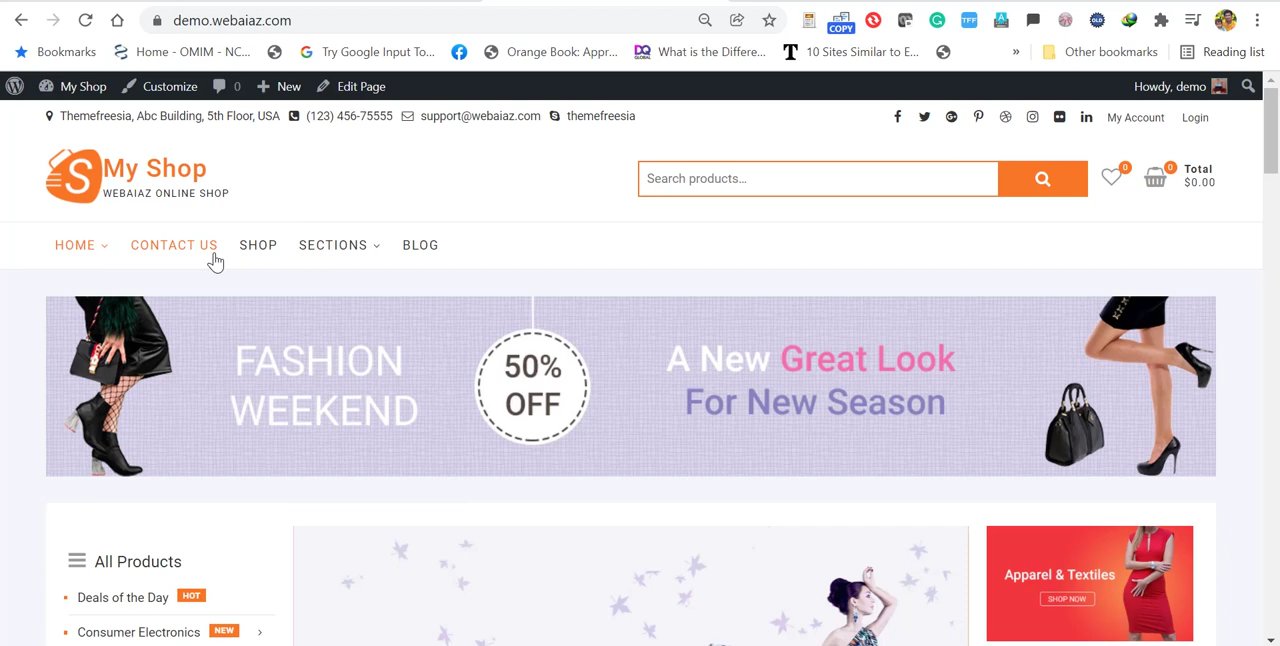 demo.webaiaz.com
COPY
TFF
A
OLD
Bookmarks
Home - OMIM - NC...
Try Google Input To...
Orange Book: Appr...
DQ GLOBAL
What is the Differe...
T
10 Sites Similar to E...
»
Other bookmarks
Reading list
My Shop
Customize
0
New
Edit Page
Howdy, demo
Themefreesia, Abc Building, 5th Floor, USA
(123) 456-75555
support@webaiaz.com
themefreesia
My Account
Login
S
My Shop
WEBAIAZ ONLINE SHOP
Search products...
0
0
Total
$0.00
HOME
CONTACT US
SHOP
SECTIONS
BLOG
FASHION
WEEKEND
50%
OFF
A New Great Look
For New Season
All Products
Deals of the Day
HOT
Consumer Electronics
NEW
Apparel & Textiles
SHOP NOW